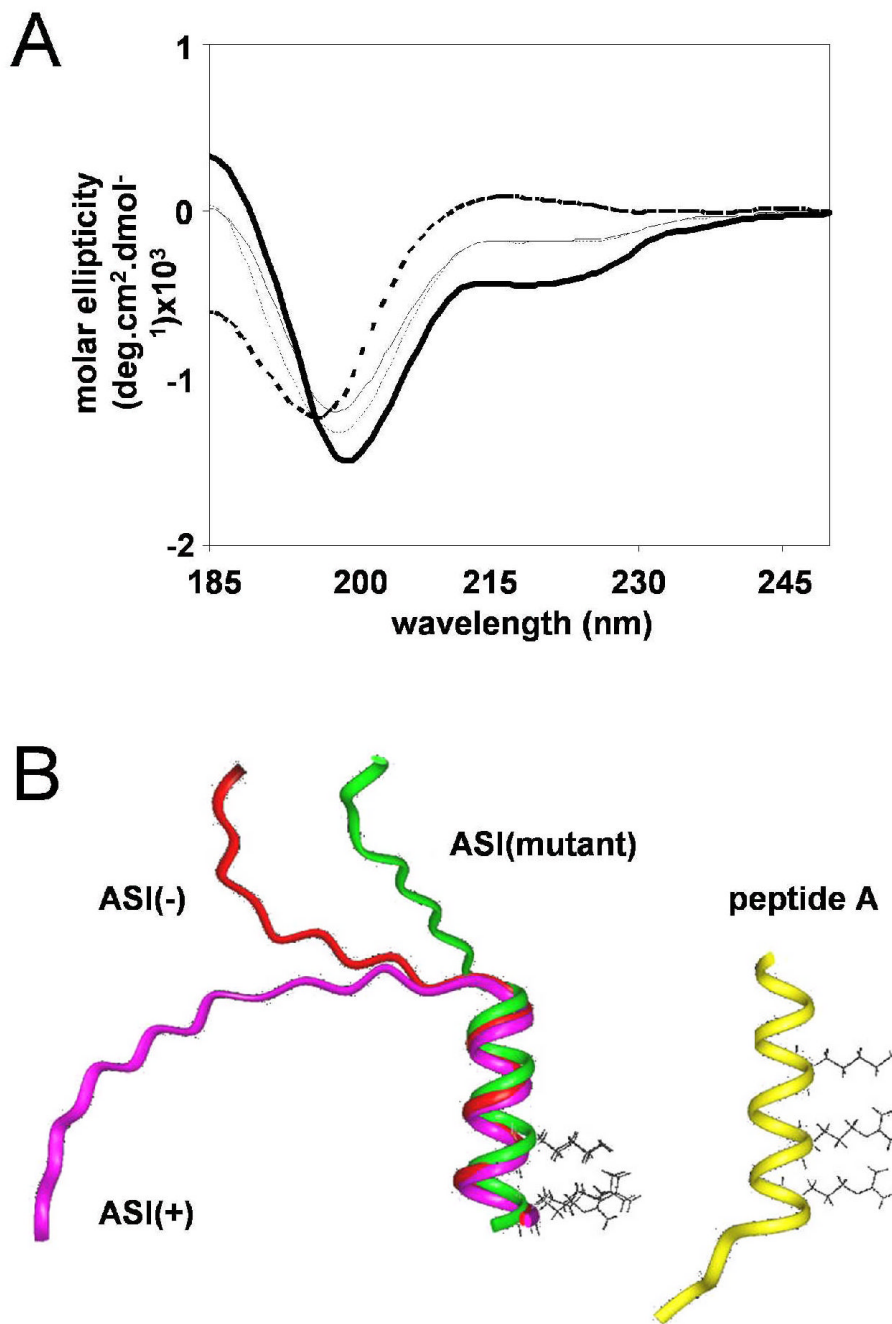 A
1
0
-1
-2
molar ellipticity
(deg.cm².dmol-
¹)x10³
185 200 215 230 245
wavelength (nm)
B
ASI(mutant)
ASI(-)
peptide A
ASI(+)